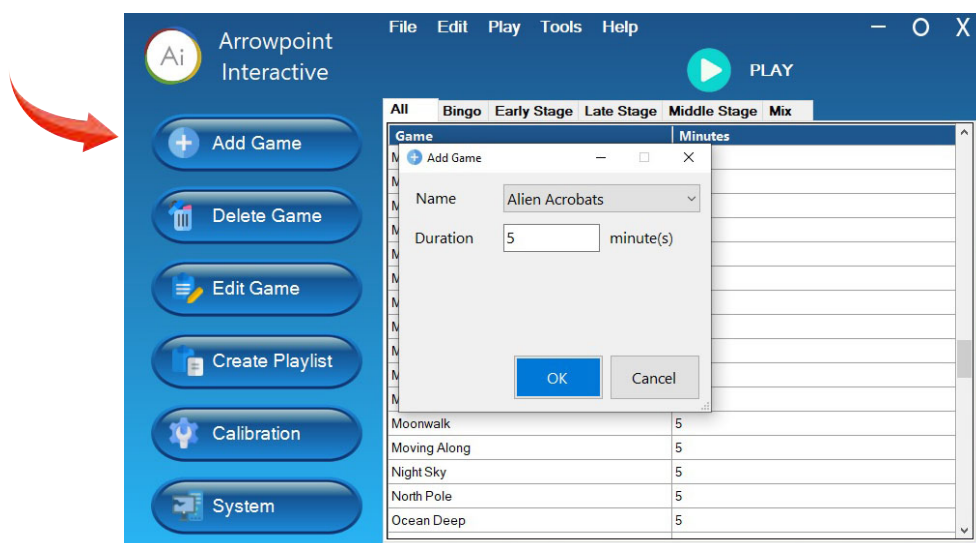 File Edit Play Tools Help
Ai
Arrowpoint
Interactive
PLAY
All Bingo Early Stage Late Stage Middle Stage Mix
Game Minutes
Add Game
Name Alien Acrobats
Duration 5 minute(s)
OK Cancel
Moonwalk 5
Moving Along 5
Night Sky 5
North Pole 5
Ocean Deep 5
Add Game
Delete Game
Edit Game
Create Playlist
Calibration
System